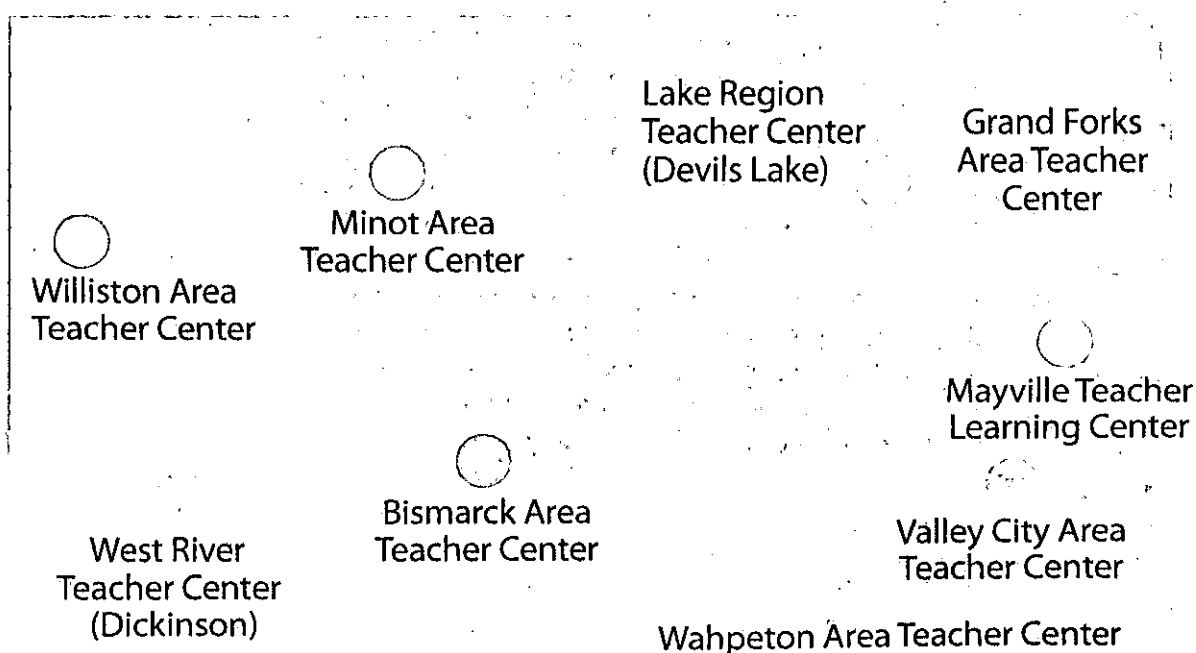 Lake Region
Teacher Center
(Devils Lake)
Grand Forks
Area Teacher
Center
Minot Area
Teacher Center
Williston Area
Teacher Center
Mayville Teacher
Learning Center
Bismarck Area
Teacher Center
Valley City Area
Teacher Center
West River
Teacher Center
(Dickinson)
Wahpeton Area Teacher Center